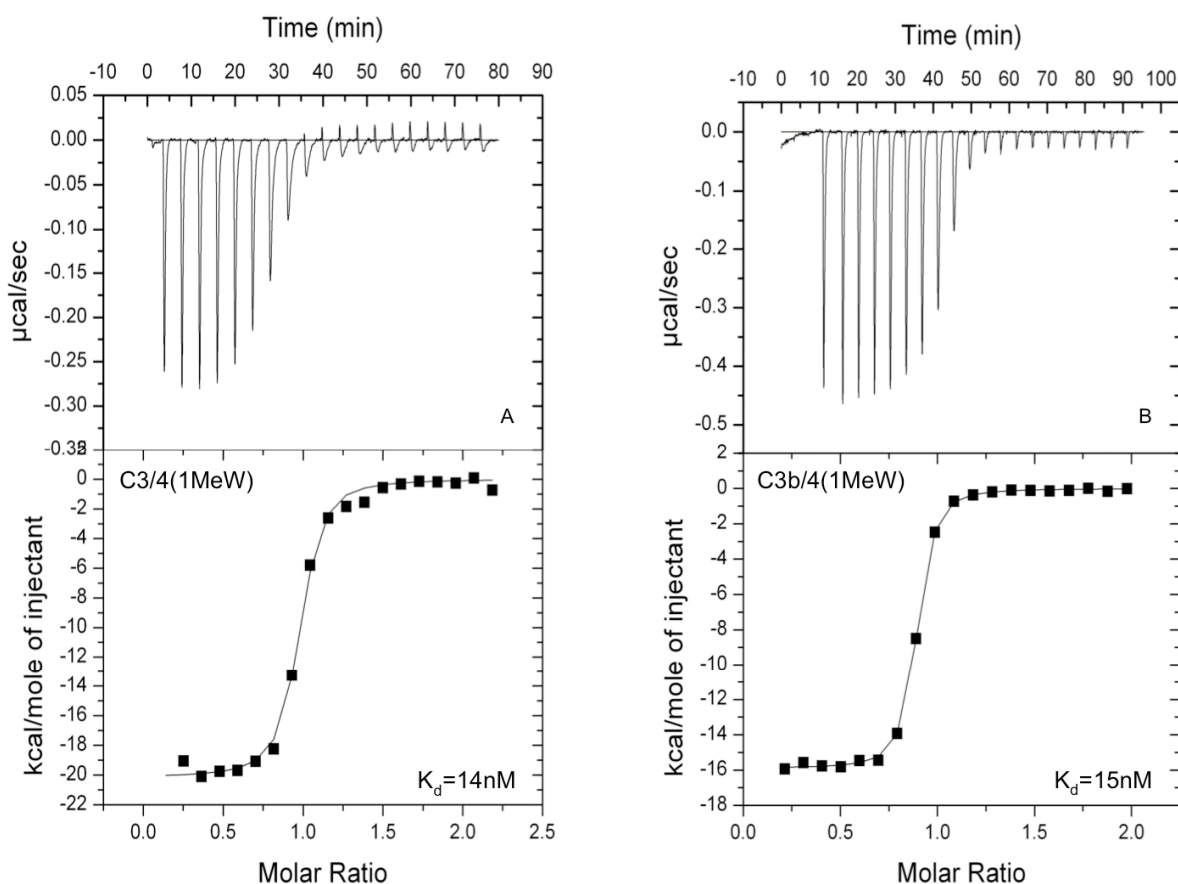 Time (min)
-10 0 10 20 30 40 50 60 70 80 90
0.05
0.00
-0.05
-0.10
-0.15
-0.20
-0.25
-0.30
-0.35
µcal/sec
A
2
0
-2
-4
-6
-8
-10
-12
-14
-16
-18
-20
-22
kcal/mole of injectant
C3/4(1MeW)
K_d=14nM
0.0 0.5 1.0 1.5 2.0 2.5
Molar Ratio
Time (min)
-10 0 10 20 30 40 50 60 70 80 90 100
0.0
-0.1
-0.2
-0.3
-0.4
-0.5
µcal/sec
B
2
0
-2
-4
-6
-8
-10
-12
-14
-16
-18
kcal/mole of injectant
C3b/4(1MeW)
K_d=15nM
0.0 0.5 1.0 1.5 2.0
Molar Ratio